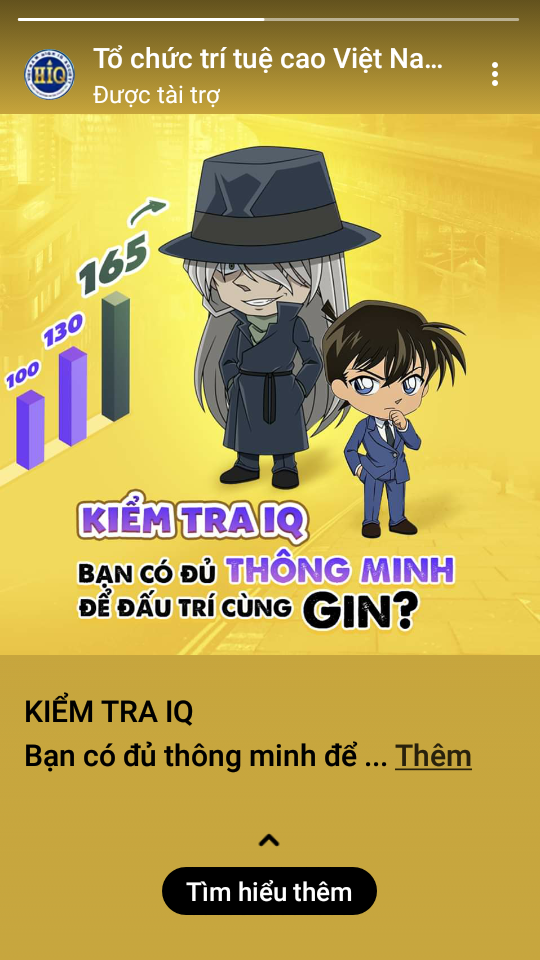 HIQ
Tổ chức trí tuệ cao Việt Na...
Được tài trợ
165
130
100
KIỂM TRA IQ
BẠN CÓ ĐỦ THÔNG MINH
ĐỂ ĐẤU TRÍ CÙNG GIN?
KIỂM TRA IQ
Bạn có đủ thông minh để ... Thêm
Tìm hiểu thêm